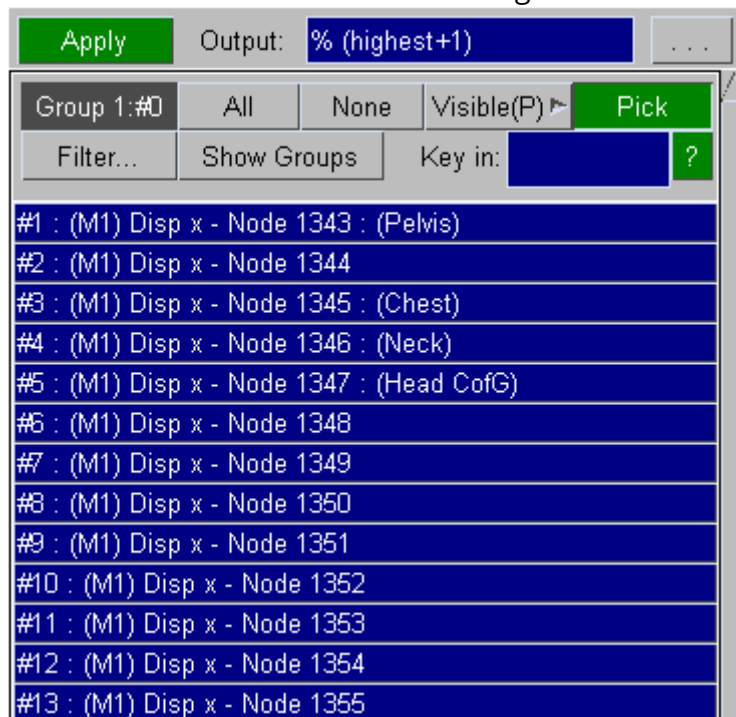 Apply Output: % (highest+1) ...
Group 1:#0 All None Visible(P) Pick
Filter... Show Groups Key in: ?
#1 : (M1) Disp x - Node 1343 : (Pelvis)
#2 : (M1) Disp x - Node 1344
#3 : (M1) Disp x - Node 1345 : (Chest)
#4 : (M1) Disp x - Node 1346 : (Neck)
#5 : (M1) Disp x - Node 1347 : (Head CofG)
#6 : (M1) Disp x - Node 1348
#7 : (M1) Disp x - Node 1349
#8 : (M1) Disp x - Node 1350
#9 : (M1) Disp x - Node 1351
#10 : (M1) Disp x - Node 1352
#11 : (M1) Disp x - Node 1353
#12 : (M1) Disp x - Node 1354
#13 : (M1) Disp x - Node 1355